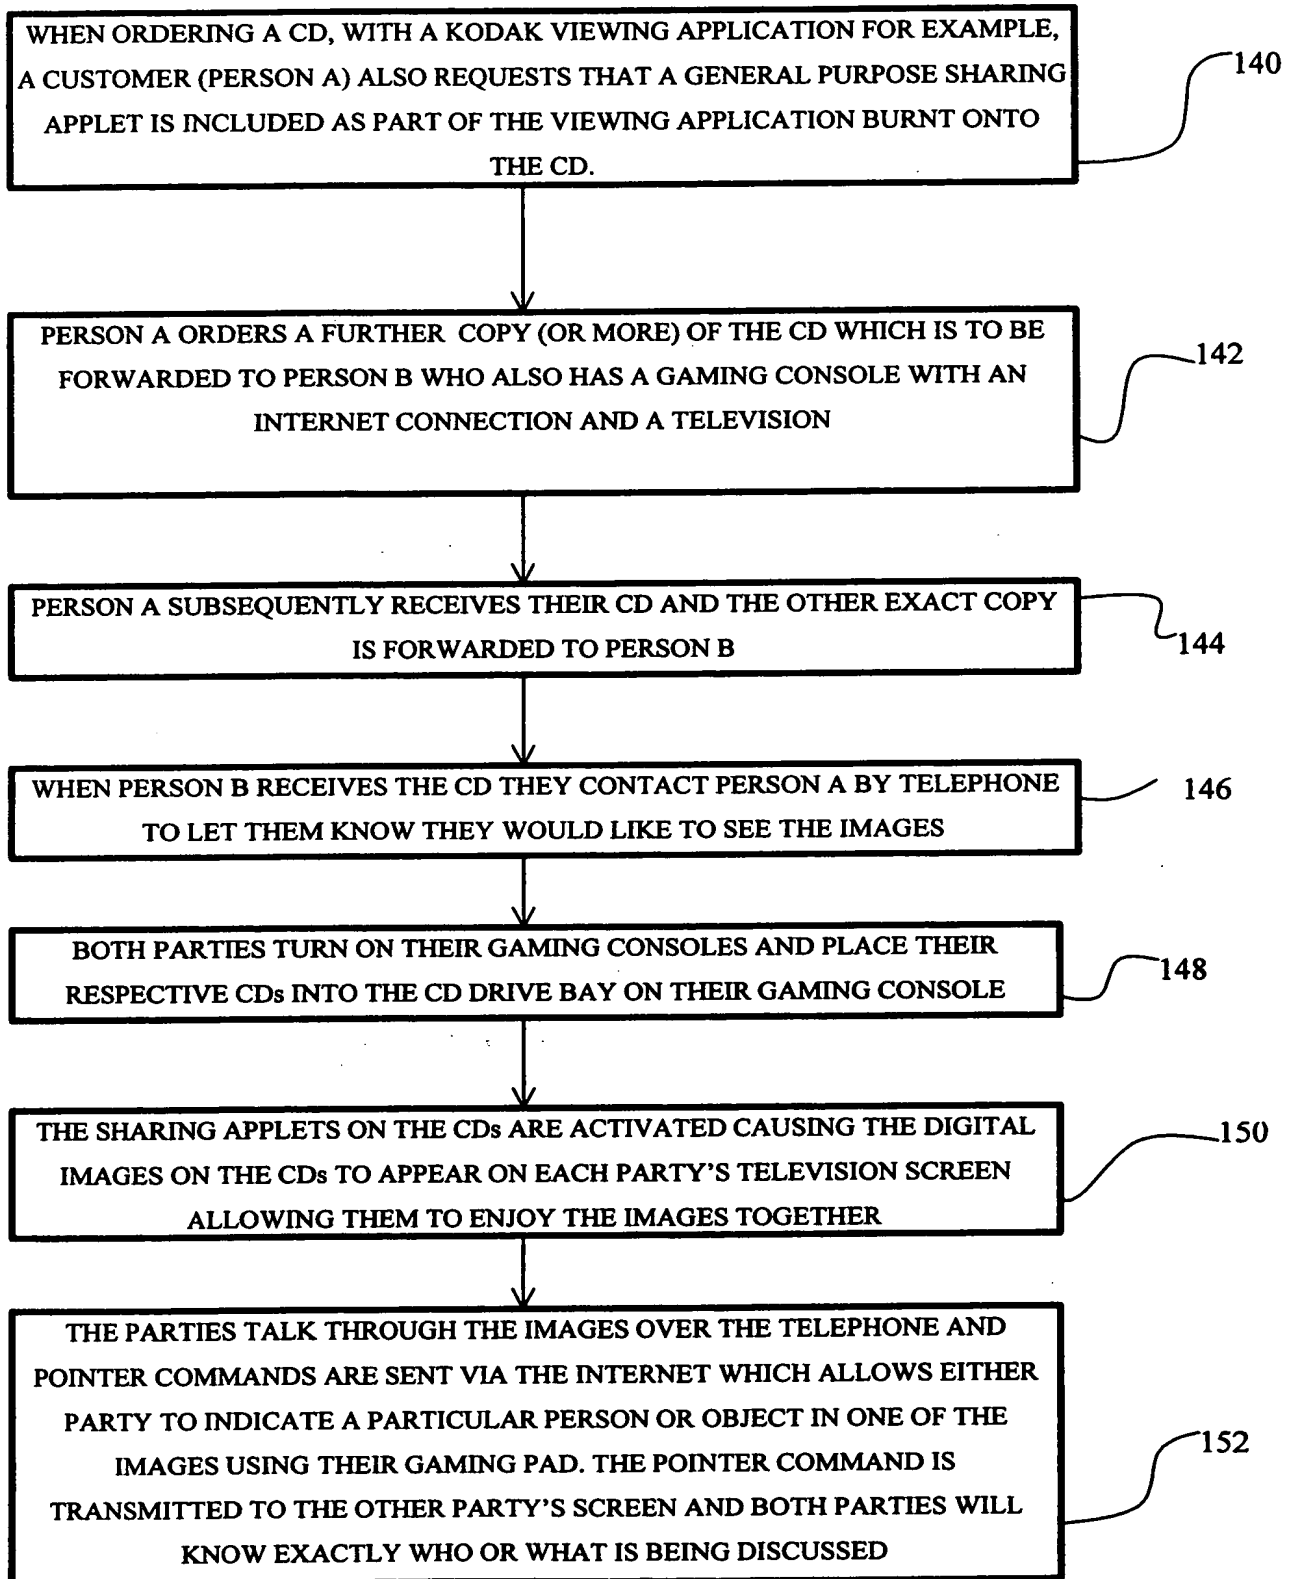 WHEN ORDERING A CD, WITH A KODAK VIEWING APPLICATION FOR EXAMPLE,
A CUSTOMER (PERSON A) ALSO REQUESTS THAT A GENERAL PURPOSE SHARING
APPLET IS INCLUDED AS PART OF THE VIEWING APPLICATION BURNT ONTO
THE CD.
140
PERSON A ORDERS A FURTHER COPY (OR MORE) OF THE CD WHICH IS TO BE
FORWARDED TO PERSON B WHO ALSO HAS A GAMING CONSOLE WITH AN
INTERNET CONNECTION AND A TELEVISION
142
PERSON A SUBSEQUENTLY RECEIVES THEIR CD AND THE OTHER EXACT COPY
IS FORWARDED TO PERSON B
144
WHEN PERSON B RECEIVES THE CD THEY CONTACT PERSON A BY TELEPHONE
TO LET THEM KNOW THEY WOULD LIKE TO SEE THE IMAGES
146
BOTH PARTIES TURN ON THEIR GAMING CONSOLES AND PLACE THEIR
RESPECTIVE CDs INTO THE CD DRIVE BAY ON THEIR GAMING CONSOLE
148
THE SHARING APPLETS ON THE CDs ARE ACTIVATED CAUSING THE DIGITAL
IMAGES ON THE CDs TO APPEAR ON EACH PARTY'S TELEVISION SCREEN
ALLOWING THEM TO ENJOY THE IMAGES TOGETHER
150
THE PARTIES TALK THROUGH THE IMAGES OVER THE TELEPHONE AND
POINTER COMMANDS ARE SENT VIA THE INTERNET WHICH ALLOWS EITHER
PARTY TO INDICATE A PARTICULAR PERSON OR OBJECT IN ONE OF THE
IMAGES USING THEIR GAMING PAD. THE POINTER COMMAND IS
TRANSMITTED TO THE OTHER PARTY'S SCREEN AND BOTH PARTIES WILL
KNOW EXACTLY WHO OR WHAT IS BEING DISCUSSED
152